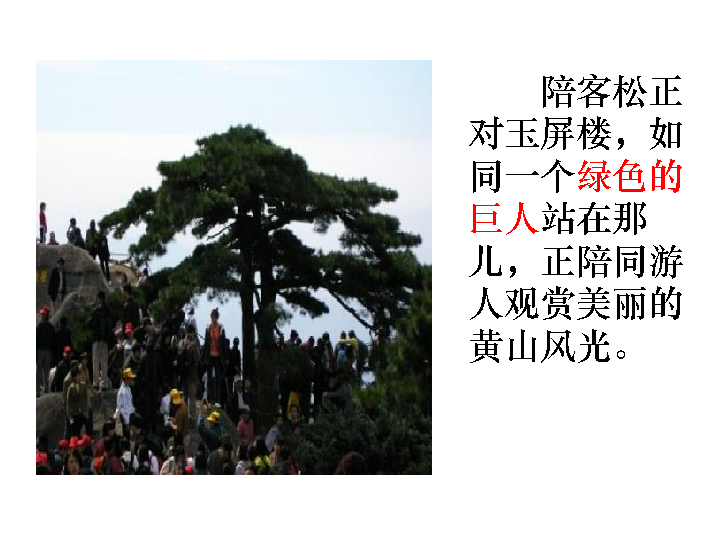 陪客松正
对玉屏楼，如
同一个绿色的
巨人站在那
儿，正陪同游
人观赏美丽的
黄山风光。